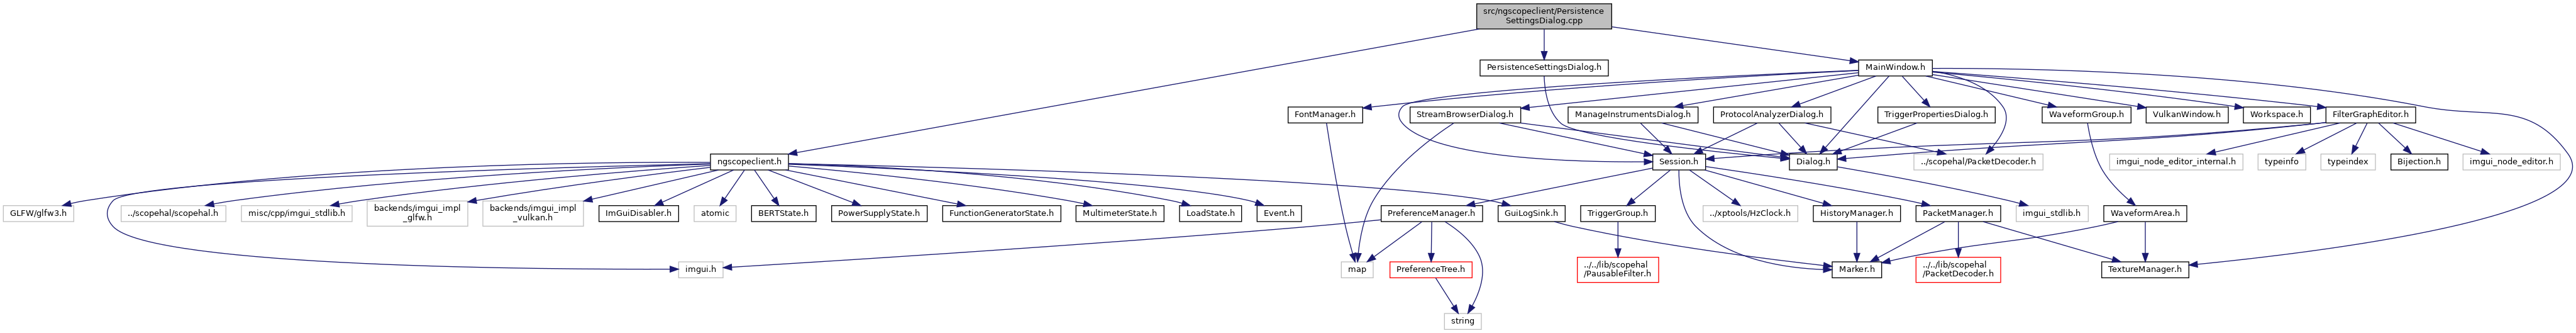 src/ngscopeclient/Persistence
SettingsDialog.cpp
PersistenceSettingsDialog.h
MainWindow.h
FontManager.h
StreamBrowserDialog.h
ManageInstrumentsDialog.h
ProtocolAnalyzerDialog.h
TriggerPropertiesDialog.h
WaveformGroup.h
VulkanWindow.h
Workspace.h
FilterGraphEditor.h
ngscopeclient.h
Session.h
Dialog.h
../scopehal/PacketDecoder.h
imgui_node_editor_internal.h
typeinfo
typeindex
Bijection.h
imgui_node_editor.h
GLFW/glfw3.h
../scopehal/scopehal.h
misc/cpp/imgui_stdlib.h
backends/imgui_impl
_glfw.h
backends/imgui_impl
_vulkan.h
ImGuiDisabler.h
atomic
BERTState.h
PowerSupplyState.h
FunctionGeneratorState.h
MultimeterState.h
LoadState.h
Event.h
PreferenceManager.h
GuiLogSink.h
TriggerGroup.h
../xptools/HzClock.h
HistoryManager.h
PacketManager.h
imgui_stdlib.h
WaveformArea.h
imgui.h
map
PreferenceTree.h
../../lib/scopehal
/PausableFilter.h
Marker.h
../../lib/scopehal
/PacketDecoder.h
TextureManager.h
string